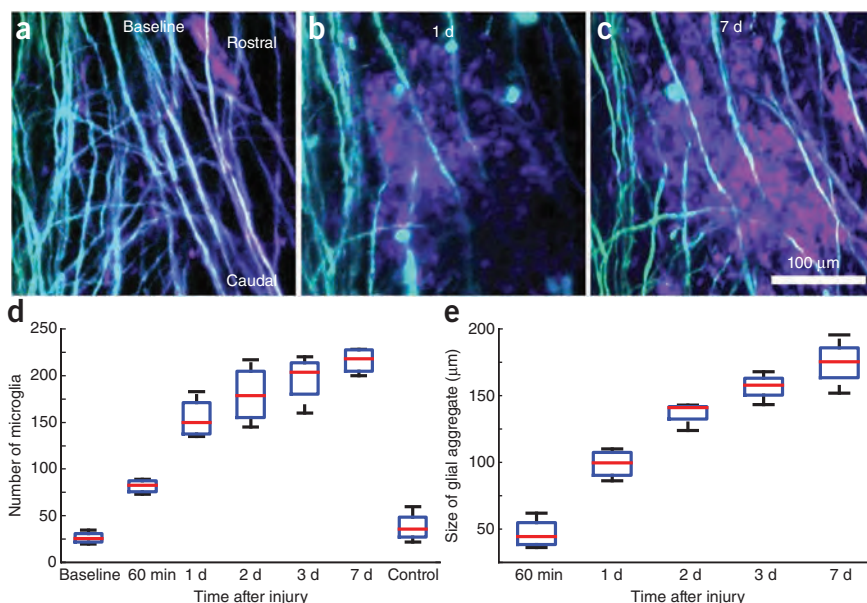 a
Baseline
Rostral
Caudal
b
1 d
c
7 d
100 µm
d
Number of microglia
250
200
150
100
50
0
Baseline 60 min 1 d 2 d 3 d 7 d Control
Time after injury
e
Size of glial aggregate (µm)
200
150
100
50
60 min 1 d 2 d 3 d 7 d
Time after injury